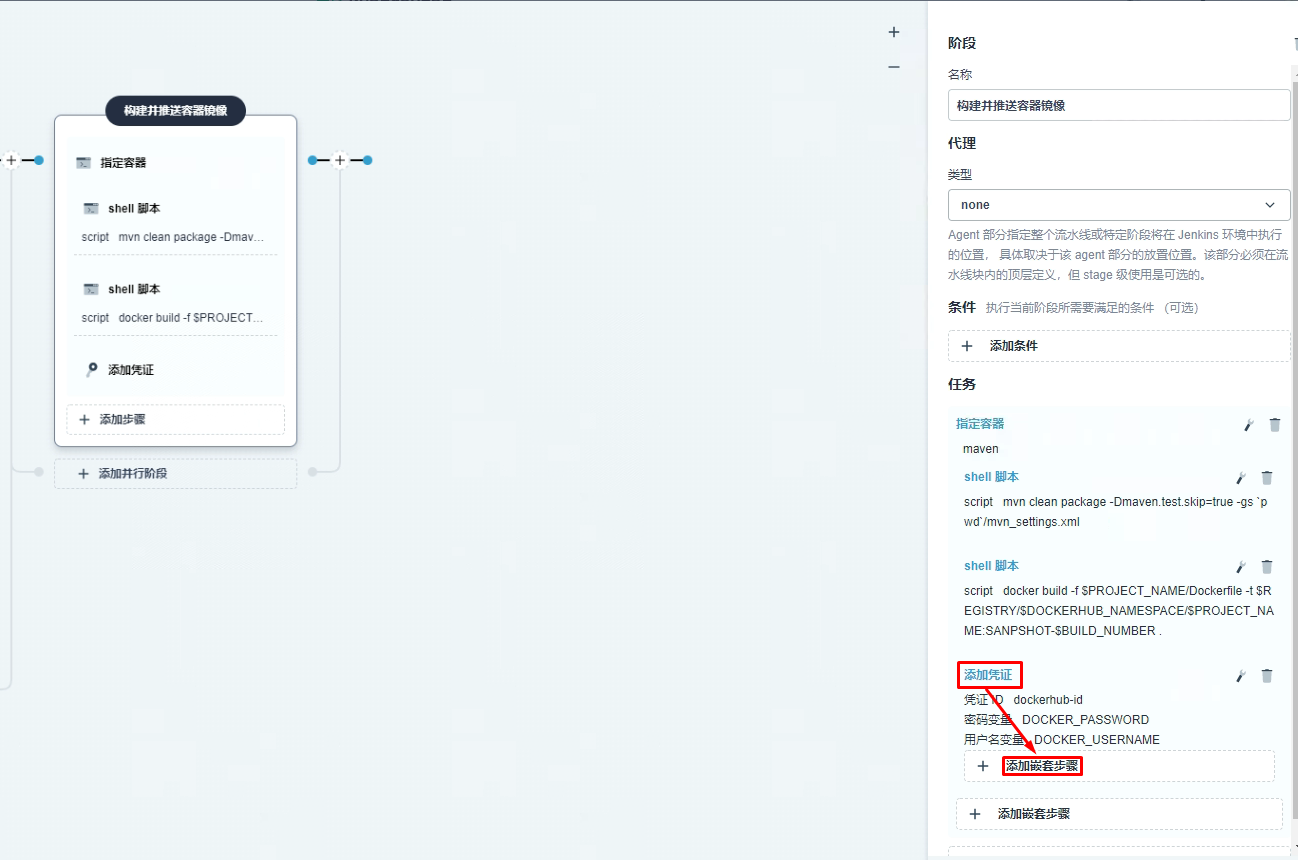 构建并推送容器镜像
指定容器
shell 脚本
script mvn clean package -Dmav...
shell 脚本
script docker build -f $PROJECT...
添加凭证
添加步骤
添加并行阶段
阶段
名称
构建并推送容器镜像
代理
类型
none
Agent 部分指定整个流水线或特定阶段将在 Jenkins 环境中执行
的位置， 具体取决于该 agent 部分的放置位置。该部分必须在流
水线块内的顶层定义，但 stage 级使用是可选的。
条件 执行当前阶段所需要满足的条件 （可选）
添加条件
任务
指定容器
maven
shell 脚本
script mvn clean package -Dmaven.test.skip=true -gs `p
wd`/mvn_settings.xml
shell 脚本
script docker build -f $PROJECT_NAME/Dockerfile -t $R
EGISTRY/$DOCKERHUB_NAMESPACE/$PROJECT_NA
ME:SANPSHOT-$BUILD_NUMBER .
添加凭证
凭证 ID dockerhub-id
密码变量 DOCKER_PASSWORD
用户名变量 DOCKER_USERNAME
添加嵌套步骤
添加嵌套步骤